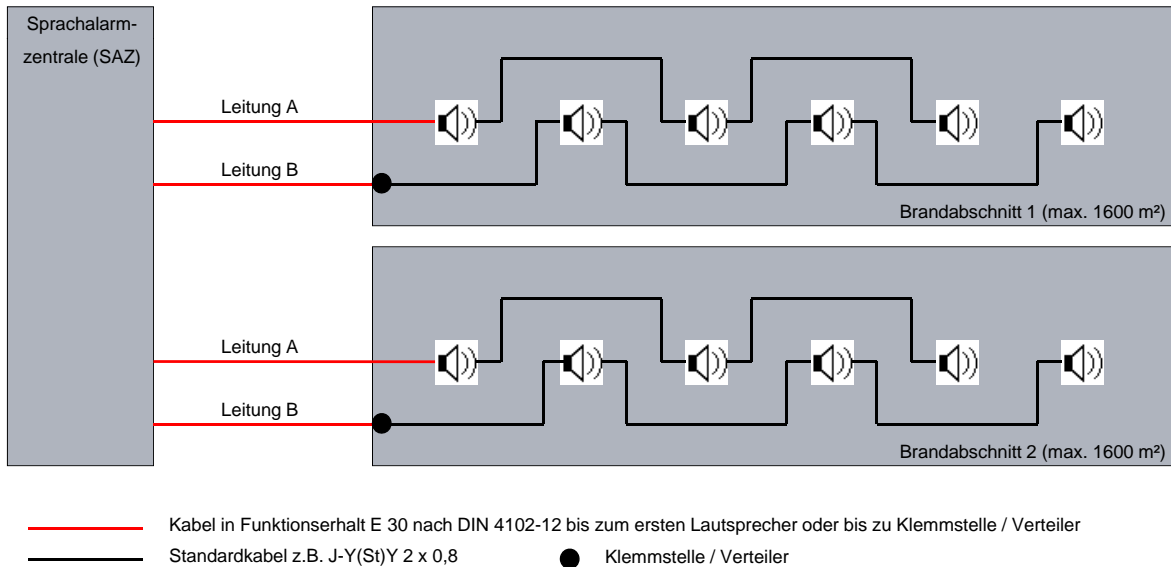 Sprachalarm-
zentrale (SAZ)
Leitung A
Leitung B
Brandabschnitt 1 (max. 1600 m²)
Leitung A
Leitung B
Brandabschnitt 2 (max. 1600 m²)
Kabel in Funktionserhalt E 30 nach DIN 4102-12 bis zum ersten Lautsprecher oder bis zu Klemmstelle / Verteiler
Standardkabel z.B. J-Y(St)Y 2 x 0,8
Klemmstelle / Verteiler